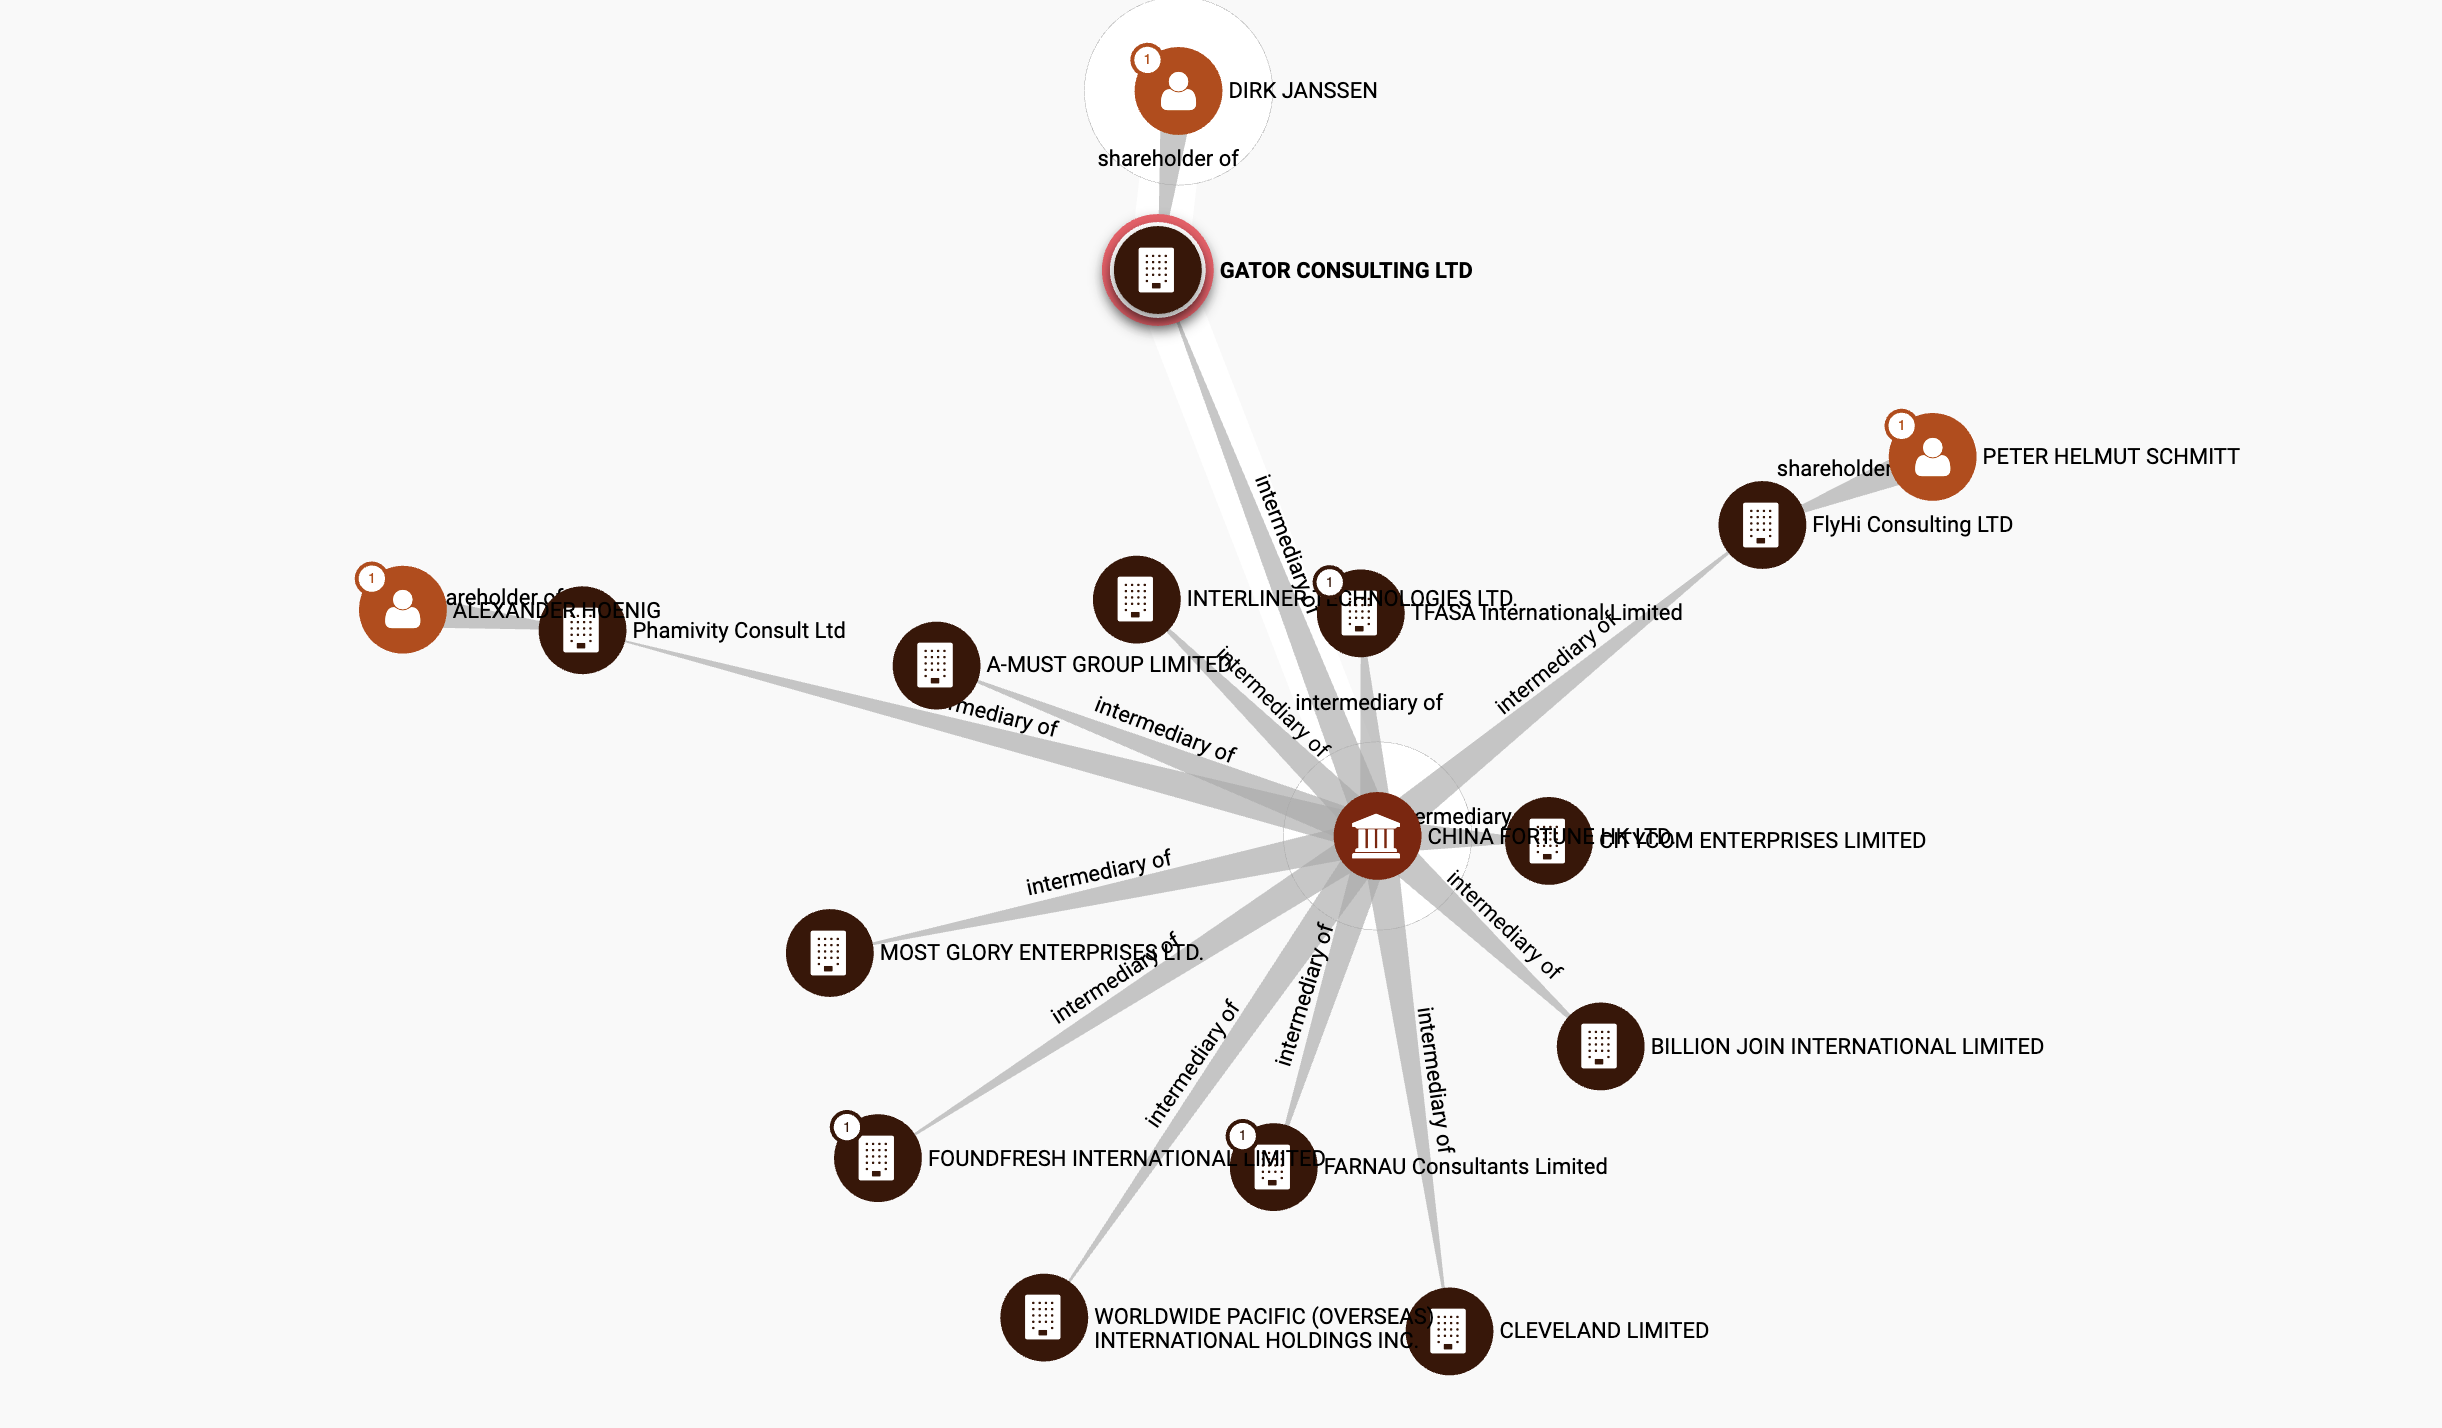 1
DIRK JANSSEN
shareholder of
GATOR CONSULTING LTD
intermediary of
1
PETER HELMUT SCHMITT
shareholder
FlyHi Consulting LTD
intermediary of
1
areholder of
ALEXANDER HOENIG
Phamivity Consult Ltd
mediary of
INTERLINER TECHNOLOGIES LTD.
intermediary of
1
TFASA International Limited
intermediary of
A-MUST GROUP LIMITED
intermediary of
CHINA FORTUNE HK LTD.
ermediary
CITYCOM ENTERPRISES LIMITED
intermediary of
MOST GLORY ENTERPRISES LTD.
intermediary of
BILLION JOIN INTERNATIONAL LIMITED
intermediary of
1
FOUNDFRESH INTERNATIONAL LIMITED
intermediary of
1
FARNAU Consultants Limited
intermediary of
WORLDWIDE PACIFIC (OVERSEAS)
INTERNATIONAL HOLDINGS INC.
intermediary of
CLEVELAND LIMITED